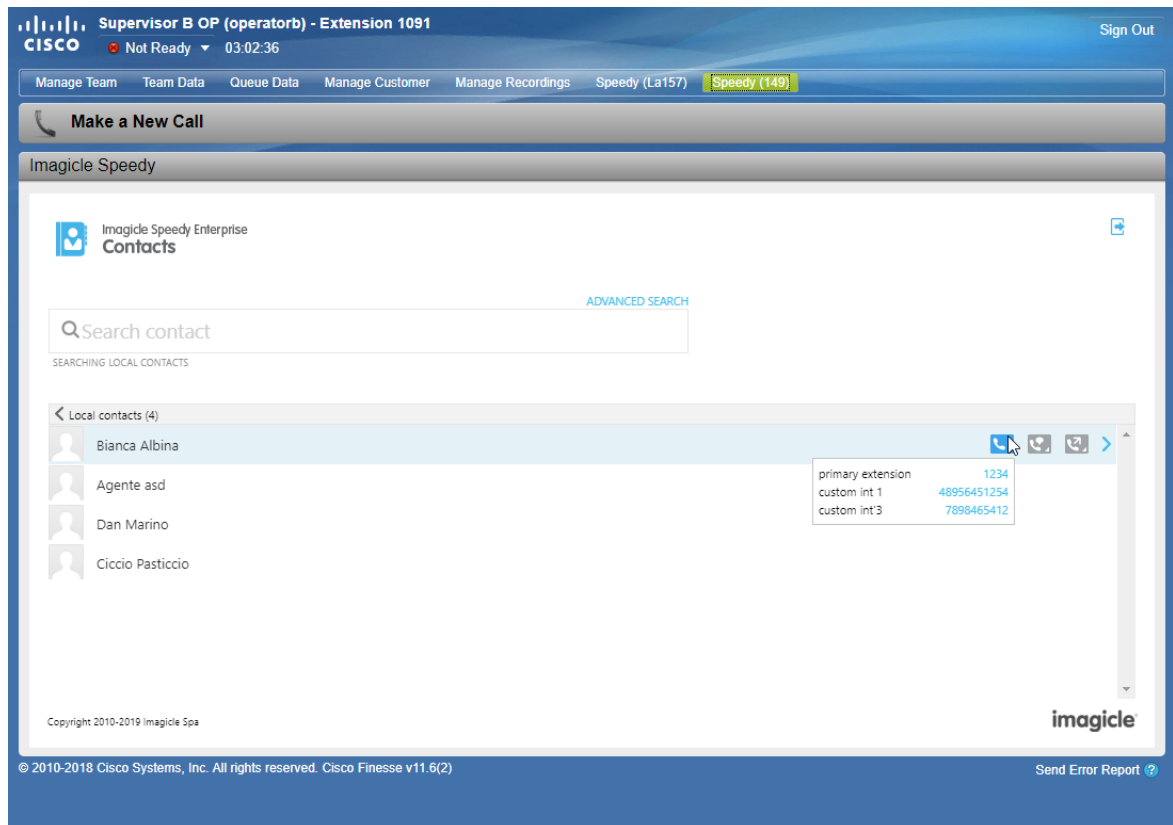 Supervisor B OP (operatorb) - Extension 1091
CISCO
Not Ready 03:02:36
Sign Out
Manage Team Team Data Queue Data Manage Customer Manage Recordings Speedy (La157) Speedy (149)
Make a New Call
Imagicle Speedy
Imagicle Speedy Enterprise
Contacts
ADVANCED SEARCH
Search contact
SEARCHING LOCAL CONTACTS
Local contacts (4)
Bianca Albina
primary extension 1234
custom int 1 48956451254
custom int'3 7898465412
Agente asd
Dan Marino
Ciccio Pasticcio
Copyright 2010-2019 Imagicle Spa
imagicle
© 2010-2018 Cisco Systems, Inc. All rights reserved. Cisco Finesse v11.6(2)
Send Error Report ?